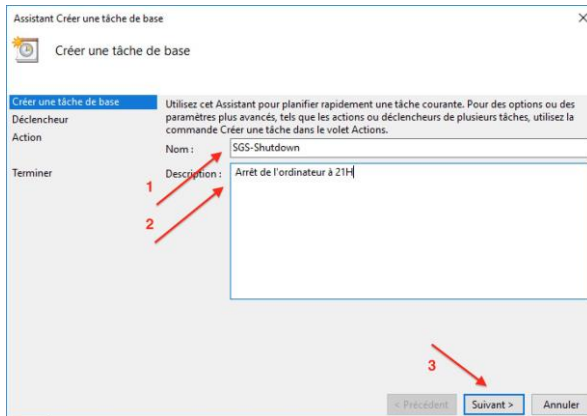 Assistant Créer une tâche de base
Créer une tâche de base
Créer une tâche de base
Déclencheur
Action
Terminer
Utilisez cet Assistant pour planifier rapidement une tâche courante. Pour des options ou des
paramètres plus avancés, tels que les actions ou déclencheurs de plusieurs tâches, utilisez la
commande Créer une tâche dans le volet Actions.
Nom : SGS-Shutdown
1
Description : Arrêt de l'ordinateur à 21H
2
3
< Précédent Suivant > Annuler